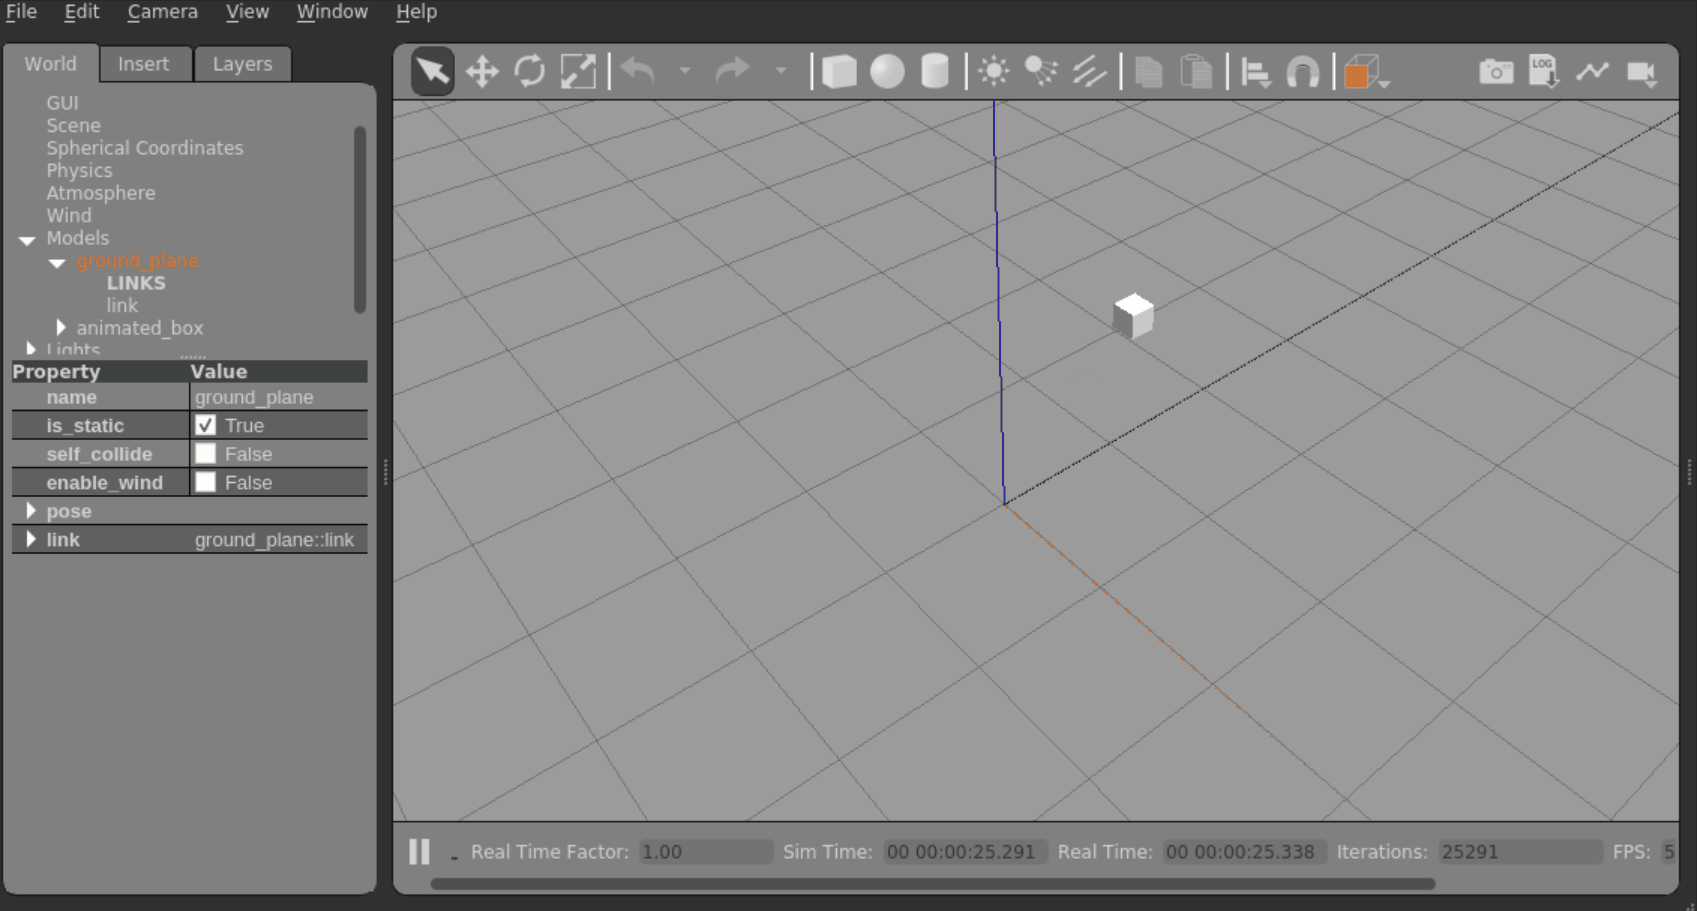 File Edit Camera View Window Help
World Insert Layers
LOG
GUI
Scene
Spherical Coordinates
Physics
Atmosphere
Wind
Models
ground_plane
LINKS
link
animated_box
Lights
Property Value
name ground_plane
is_static True
self_collide False
enable_wind False
pose
link ground_plane::link
Real Time Factor: 1.00 Sim Time: 00 00:00:25.291 Real Time: 00 00:00:25.338 Iterations: 25291 FPS: 5